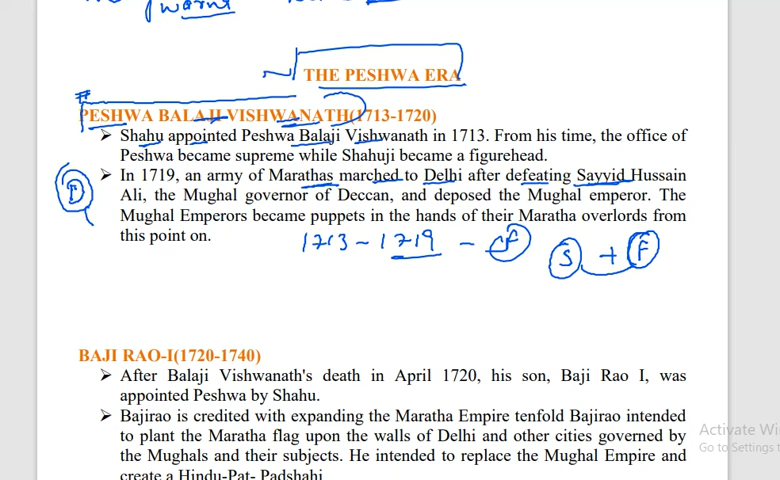 warnt
THE PESHWA ERA
#
PESHWA BALAJI VISHWANATH(1713-1720)
➤ Shahu appointed Peshwa Balaji Vishwanath in 1713. From his time, the office of
Peshwa became supreme while Shahuji became a figurehead.
➤ In 1719, an army of Marathas marched to Delhi after defeating Sayyid Hussain
D
Ali, the Mughal governor of Deccan, and deposed the Mughal emperor. The
Mughal Emperors became puppets in the hands of their Maratha overlords from
this point on.
1713 - 1719 - F S + F
BAJI RAO-I(1720-1740)
➤ After Balaji Vishwanath's death in April 1720, his son, Baji Rao I, was
appointed Peshwa by Shahu.
➤ Bajirao is credited with expanding the Maratha Empire tenfold Bajirao intended
to plant the Maratha flag upon the walls of Delhi and other cities governed by
the Mughals and their subjects. He intended to replace the Mughal Empire and
create a Hindu-Pat- Padshahi
Activate Wi
Go to Settings t